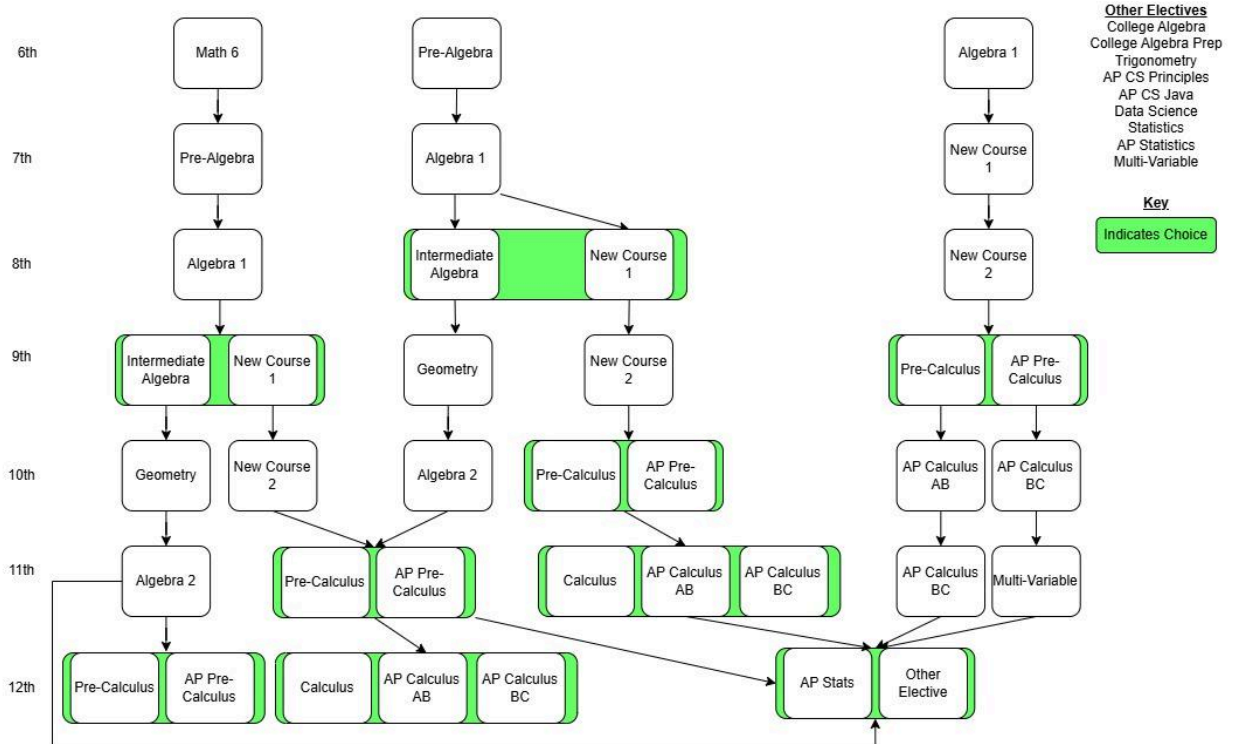 Other Electives
College Algebra
College Algebra Prep
Trigonometry
AP CS Principles
AP CS Java
Data Science
Statistics
AP Statistics
Multi-Variable
Key
Indicates Choice
6th
Math 6
Pre-Algebra
Algebra 1
7th
Pre-Algebra
Algebra 1
New Course
1
8th
Algebra 1
Intermediate
Algebra
New Course
1
New Course
2
9th
Intermediate
Algebra
New Course
1
Geometry
New Course
2
Pre-Calculus
AP Pre-
Calculus
10th
Geometry
New Course
2
Algebra 2
Pre-Calculus
AP Pre-
Calculus
AP Calculus
AB
AP Calculus
BC
11th
Algebra 2
Pre-Calculus
AP Pre-
Calculus
Calculus
AP Calculus
AB
AP Calculus
BC
AP Calculus
BC
Multi-Variable
12th
Pre-Calculus
AP Pre-
Calculus
Calculus
AP Calculus
AB
AP Calculus
BC
AP Stats
Other
Elective